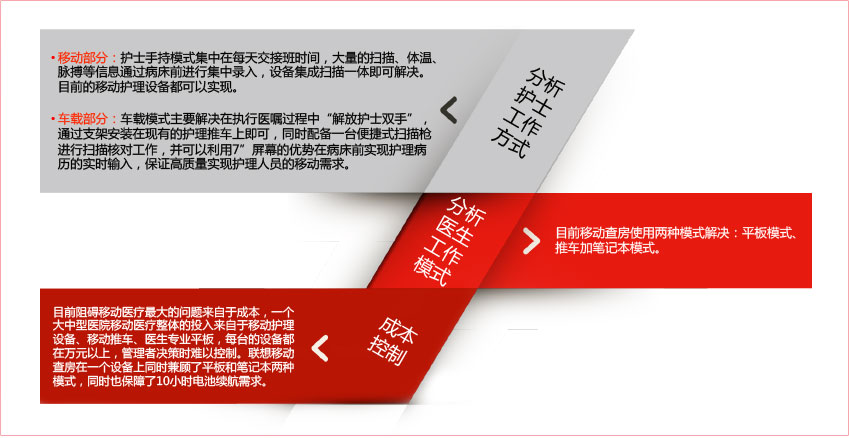 • 移动部分：护士手持模式集中在每天交接班时间，大量的扫描、体温、
脉搏等信息通过病床前进行集中录入，设备集成扫描一体即可解决。
目前的移动护理设备都可以实现。
• 车载部分：车载模式主要解决在执行医嘱过程中“解放护士双手”，
通过支架安装在现有的护理推车上即可，同时配备一台便捷式扫描枪
进行扫描核对工作，并可以利用7”屏幕的优势在病床前实现护理病
历的实时输入，保证高质量实现护理人员的移动需求。
分析
护士
工作
方式
分析
医生
工作
模式
目前移动查房使用两种模式解决：平板模式、
推车加笔记本模式。
目前阻碍移动医疗最大的问题来自于成本，一个
大中型医院移动医疗整体的投入来自于移动护理
设备、移动推车、医生专业平板，每台的设备都
在万元以上，管理者决策时难以控制。联想移动
查房在一个设备上同时兼顾了平板和笔记本两种
模式，同时也保障了10小时电池续航需求。
成本
控制